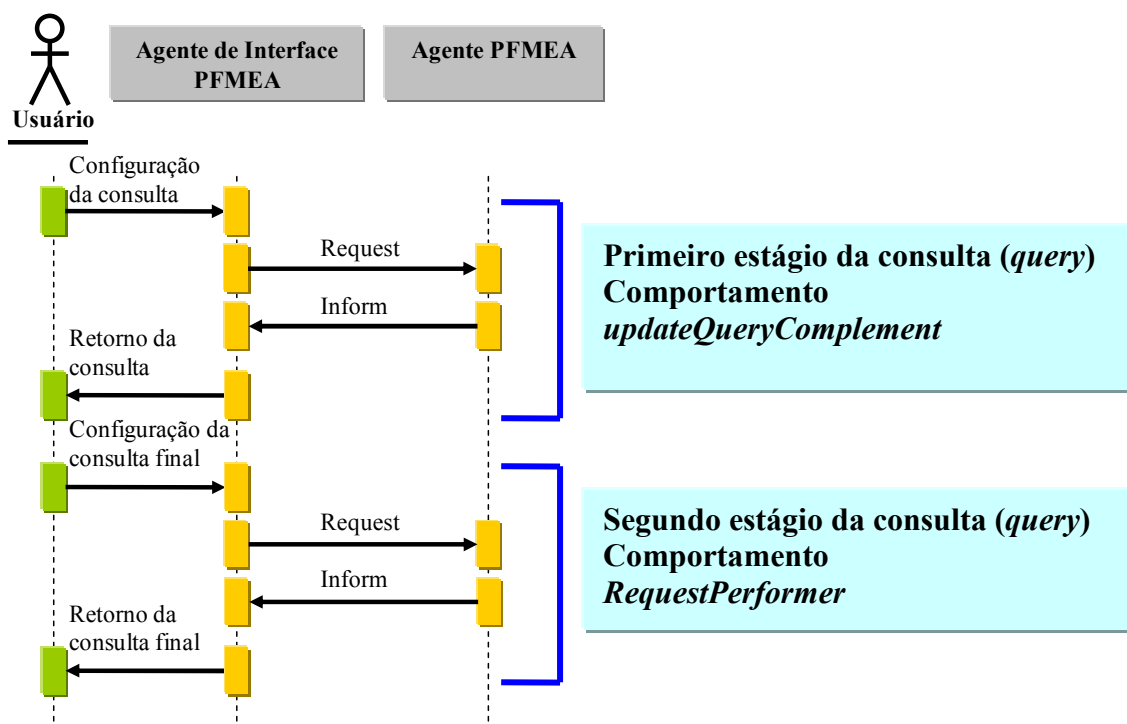 Agente de Interface
PFMEA
Agente PFMEA
Usuário
Configuração
da consulta
Request
Inform
Retorno da
consulta
Primeiro estágio da consulta (query)
Comportamento
updateQueryComplement
Configuração da
consulta final
Request
Inform
Retorno da
consulta final
Segundo estágio da consulta (query)
Comportamento
RequestPerformer